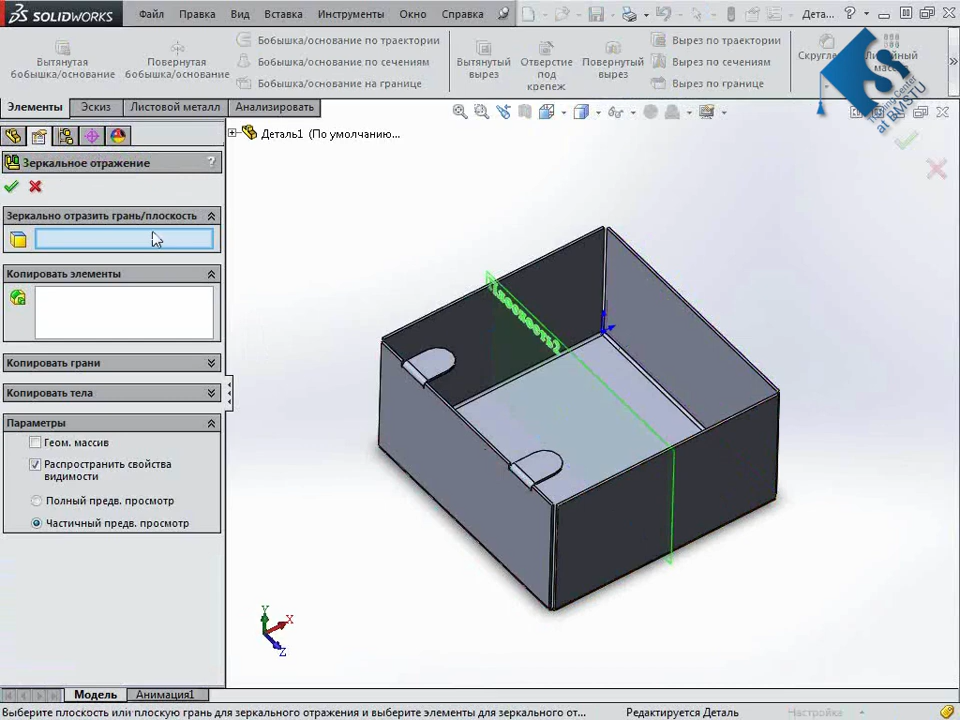 SOLIDWORKS
Файл Правка Вид Вставка Инструменты Окно Справка
Дета...
Вытянутая бобышка/основание
Повернутая бобышка/основание
Бобышка/основание по траектории
Бобышка/основание по сечениям
Бобышка/основание на границе
Вытянутый вырез
Отверстие под крепеж
Повернутый вырез
Вырез по траектории
Вырез по сечениям
Вырез по границе
at BMSTU
Элементы Эскиз Листовой металл Анализировать
Деталь1 (По умолчанию...
Зеркальное отражение ?
Зеркально отразить грань/плоскость
Копировать элементы
Копировать грани
Копировать тела
Параметры
Геом. массив
Распространить свойства
видимости
Полный предв. просмотр
Частичный предв. просмотр
Y
X
Z
Модель Анимация1
Выберите плоскость или плоскую грань для зеркального отражения и выберите элементы для зеркального от...
Редактируется Деталь
Настройка